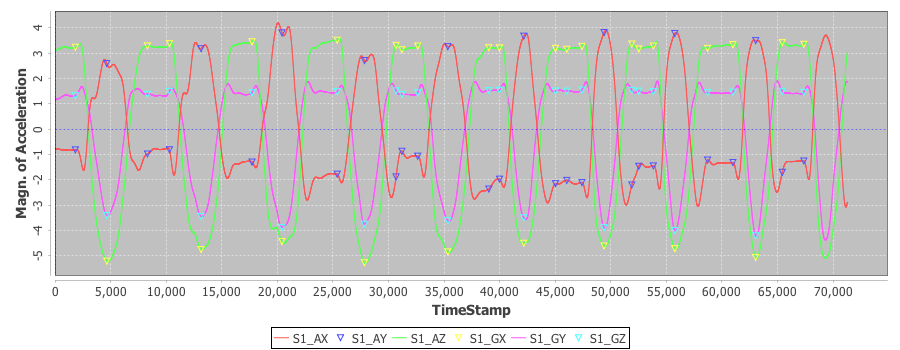 Magn. of Acceleration
4
3
2
1
0
-1
-2
-3
-4
-5
0 5,000 10,000 15,000 20,000 25,000 30,000 35,000 40,000 45,000 50,000 55,000 60,000 65,000 70,000
TimeStamp
S1_AX S1_AY S1_AZ S1_GX S1_GY S1_GZ